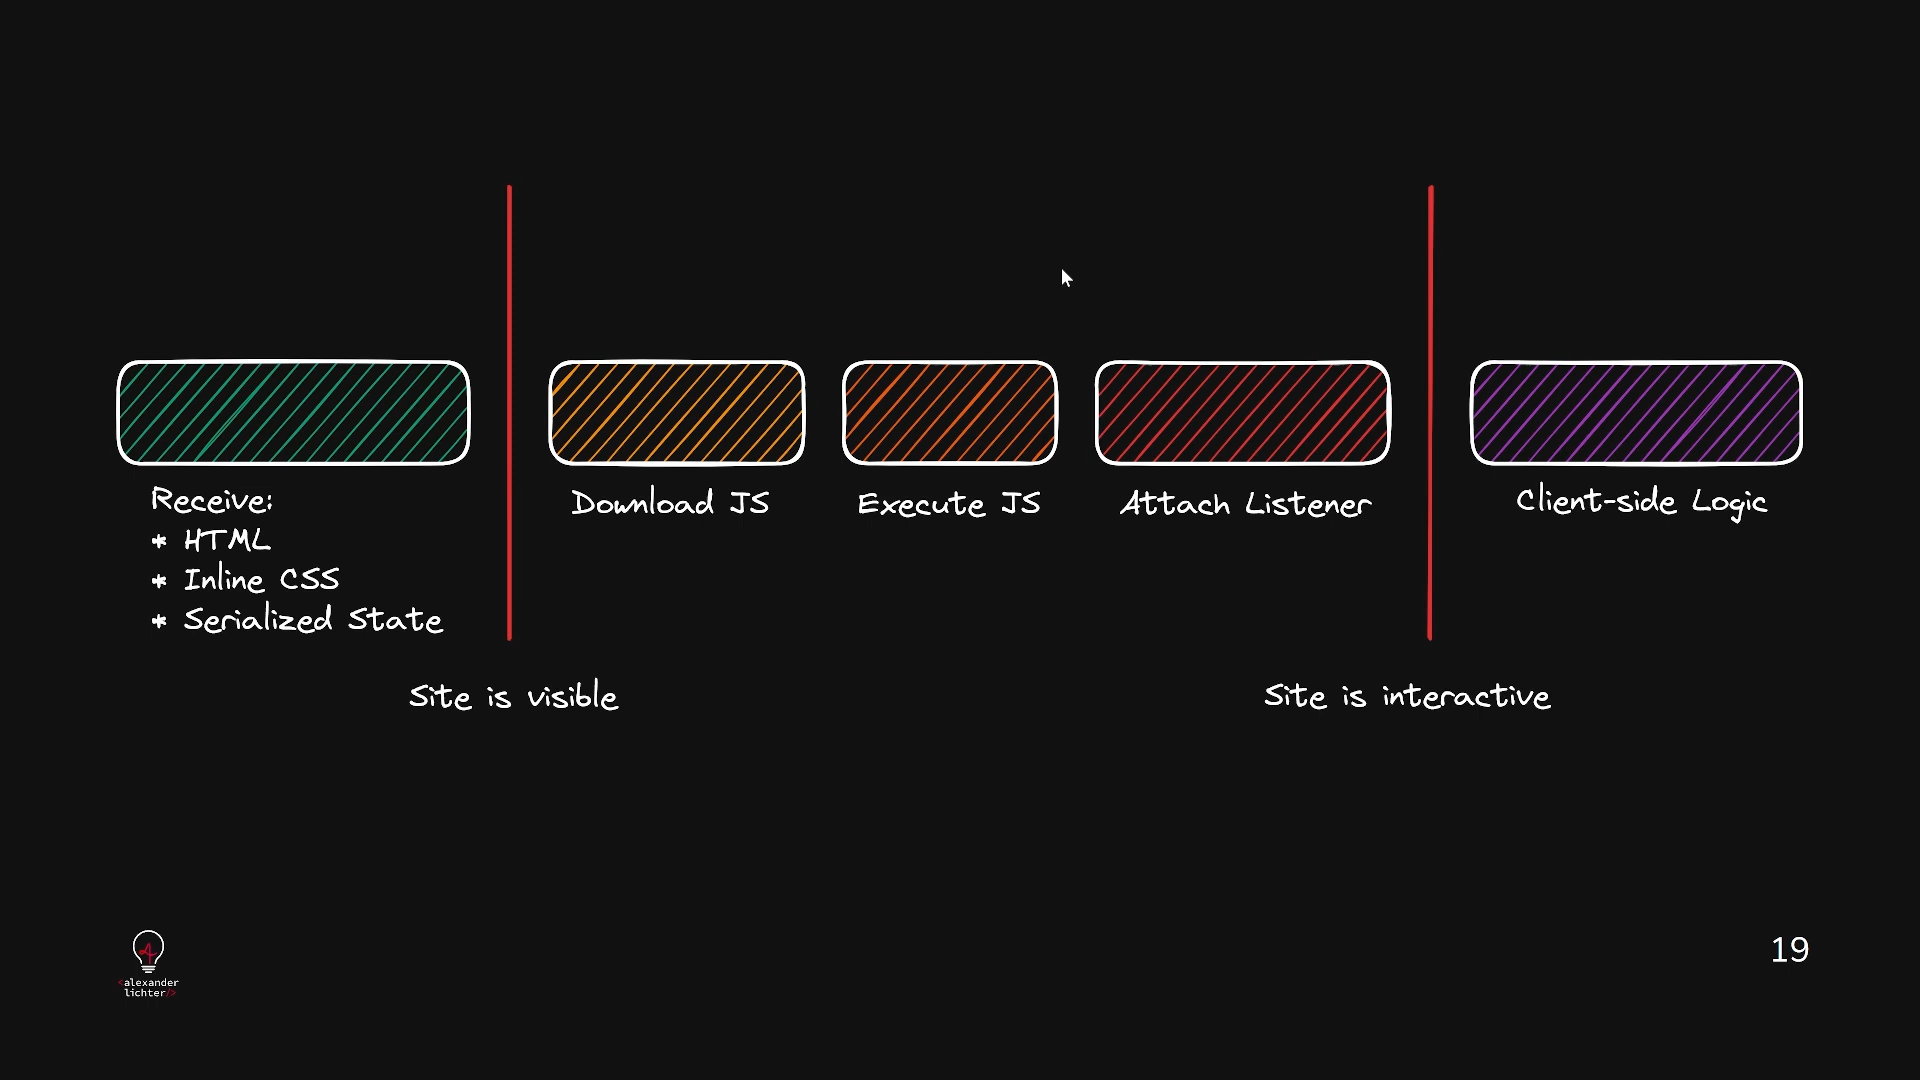 Receive:
* HTML
* Inline CSS
* Serialized State
Download JS
Execute JS
Attach Listener
Client-side Logic
Site is visible
Site is interactive
<alexander
lichter/>
19